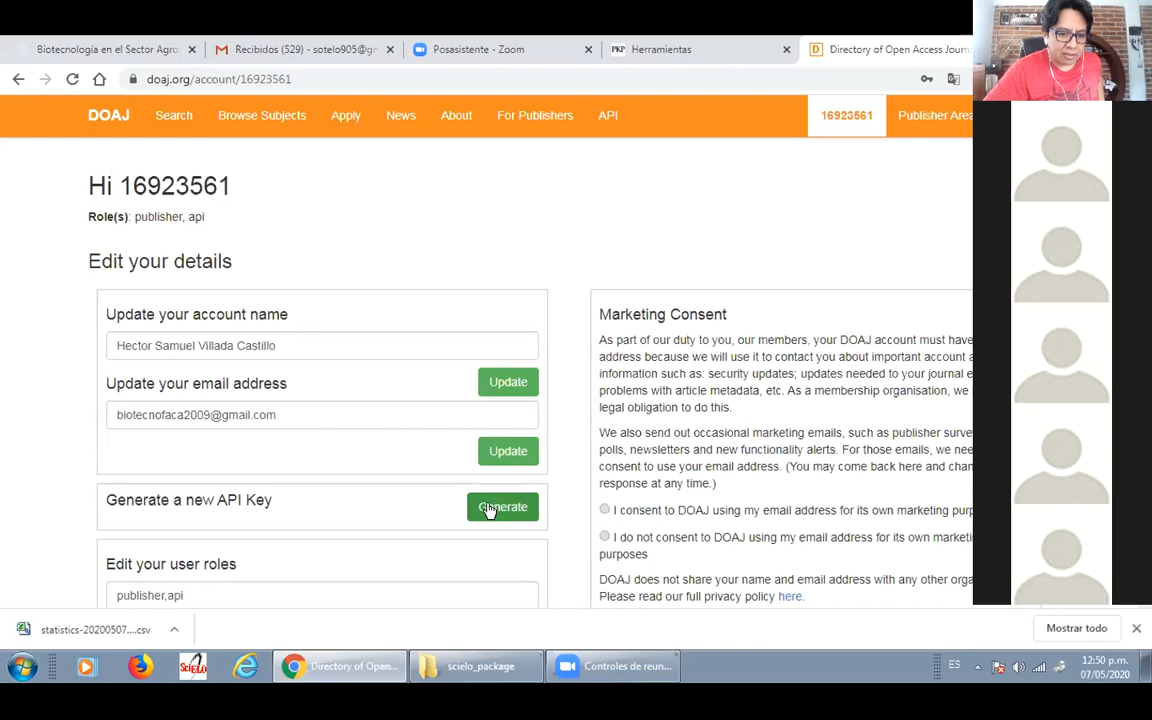 Biotecnología en el Sector Agro
Recibidos (529) - sotelo905@gr
Posasistente - Zoom
PKP Herramientas
Directory of Open Access Journ
doaj.org/account/16923561
DOAJ Search Browse Subjects Apply News About For Publishers API 16923561 Publisher Area
Hi 16923561
Role(s): publisher, api
Edit your details
Update your account name
Hector Samuel Villada Castillo
Update your email address
Update
biotecnofaca2009@gmail.com
Update
Generate a new API Key
Generate
Edit your user roles
publisher,api
Marketing Consent
As part of our duty to you, our members, your DOAJ account must have
address because we will use it to contact you about important account a
information such as: security updates; updates needed to your journal e
problems with article metadata, etc. As a membership organisation, we
legal obligation to do this.
We also send out occasional marketing emails, such as publisher surve
polls, newsletters and new functionality alerts. For those emails, we nee
consent to use your email address. (You may come back here and chan
response at any time.)
I consent to DOAJ using my email address for its own marketing purp
I do not consent to DOAJ using my email address for its own marketi
purposes
DOAJ does not share your name and email address with any other orga
Please read our full privacy policy here.
statistics-20200507....csv
Mostrar todo
SciELO
Directory of Open...
scielo_package
Controles de reun...
ES
12:50 p.m.
07/05/2020